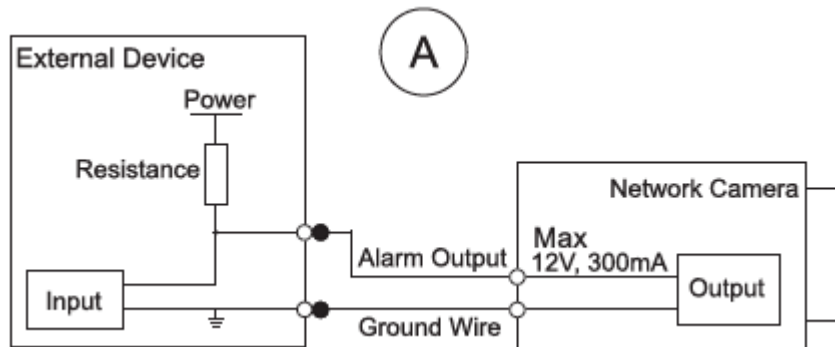 A
External Device
Power
Resistance
Input
Alarm Output
Ground Wire
Network Camera
Max
12V, 300mA
Output